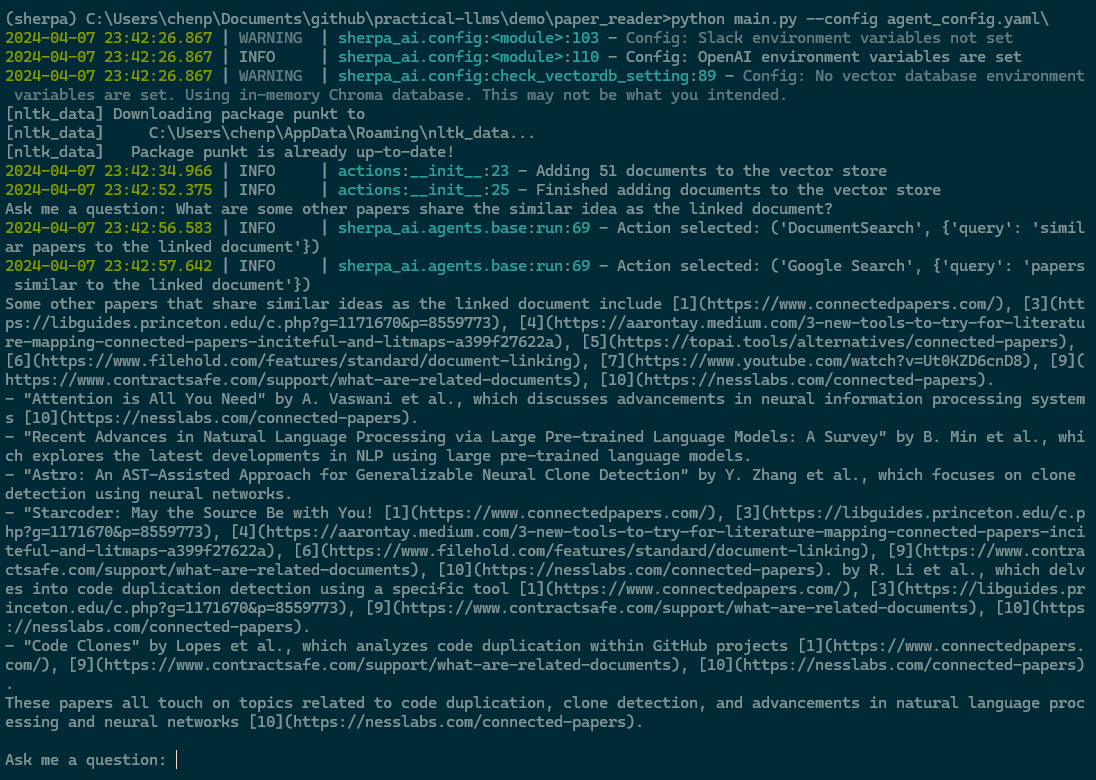 (sherpa) C:\Users\chenp\Documents\github\practical-llms\demo\paper_reader>python main.py --config agent_config.yaml\
2024-04-07 23:42:26.867 | WARNING  | sherpa_ai.config:<module>:103 - Config: Slack environment variables not set
2024-04-07 23:42:26.867 | INFO     | sherpa_ai.config:<module>:110 - Config: OpenAI environment variables are set
2024-04-07 23:42:26.867 | WARNING  | sherpa_ai.config:check_vectordb_setting:89 - Config: No vector database environment
 variables are set. Using in-memory Chroma database. This may not be what you intended.
[nltk_data] Downloading package punkt to
[nltk_data]     C:\Users\chenp\AppData\Roaming\nltk_data...
[nltk_data]   Package punkt is already up-to-date!
2024-04-07 23:42:34.966 | INFO     | actions:__init__:23 - Adding 51 documents to the vector store
2024-04-07 23:42:52.375 | INFO     | actions:__init__:25 - Finished adding documents to the vector store
Ask me a question: What are some other papers share the similar idea as the linked document?
2024-04-07 23:42:56.583 | INFO     | sherpa_ai.agents.base:run:69 - Action selected: ('DocumentSearch', {'query': 'simil
ar papers to the linked document'})
2024-04-07 23:42:57.642 | INFO     | sherpa_ai.agents.base:run:69 - Action selected: ('Google Search', {'query': 'papers
 similar to the linked document'})
Some other papers that share similar ideas as the linked document include [1](https://www.connectedpapers.com/), [3](htt
ps://libguides.princeton.edu/c.php?g=1171670&p=8559773), [4](https://aarontay.medium.com/3-new-tools-to-try-for-literatu
re-mapping-connected-papers-inciteful-and-litmaps-a399f27622a), [5](https://topai.tools/alternatives/connected-papers),
[6](https://www.filehold.com/features/standard/document-linking), [7](https://www.youtube.com/watch?v=Ut0KZD6cnD8), [9](
https://www.contractsafe.com/support/what-are-related-documents), [10](https://nesslabs.com/connected-papers).
- "Attention is All You Need" by A. Vaswani et al., which discusses advancements in neural information processing system
s [10](https://nesslabs.com/connected-papers).
- "Recent Advances in Natural Language Processing via Large Pre-trained Language Models: A Survey" by B. Min et al., whi
ch explores the latest developments in NLP using large pre-trained language models.
- "Astro: An AST-Assisted Approach for Generalizable Neural Clone Detection" by Y. Zhang et al., which focuses on clone
detection using neural networks.
- "Starcoder: May the Source Be with You! [1](https://www.connectedpapers.com/), [3](https://libguides.princeton.edu/c.p
hp?g=1171670&p=8559773), [4](https://aarontay.medium.com/3-new-tools-to-try-for-literature-mapping-connected-papers-inci
teful-and-litmaps-a399f27622a), [6](https://www.filehold.com/features/standard/document-linking), [9](https://www.contra
ctsafe.com/support/what-are-related-documents), [10](https://nesslabs.com/connected-papers). by R. Li et al., which delv
es into code duplication detection using a specific tool [1](https://www.connectedpapers.com/), [3](https://libguides.pr
inceton.edu/c.php?g=1171670&p=8559773), [9](https://www.contractsafe.com/support/what-are-related-documents), [10](https
://nesslabs.com/connected-papers).
- "Code Clones" by Lopes et al., which analyzes code duplication within GitHub projects [1](https://www.connectedpapers.
com/), [9](https://www.contractsafe.com/support/what-are-related-documents), [10](https://nesslabs.com/connected-papers)
.
These papers all touch on topics related to code duplication, clone detection, and advancements in natural language proc
essing and neural networks [10](https://nesslabs.com/connected-papers).
Ask me a question: